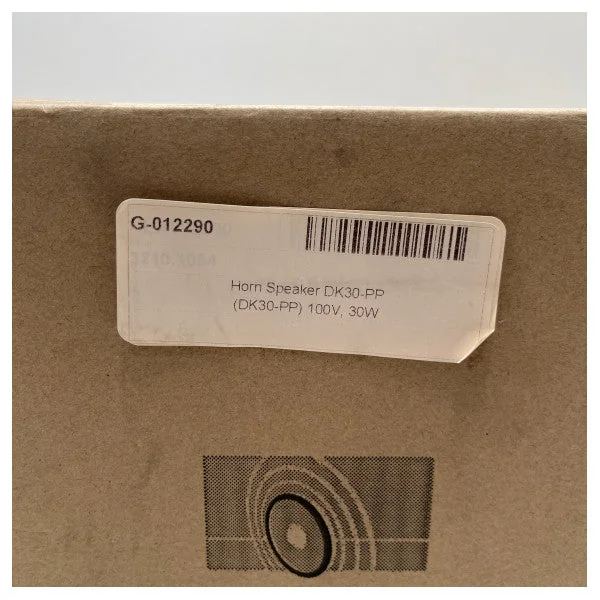 G-012290
Horn Speaker DK30-PP
(DK30-PP) 100V, 30W